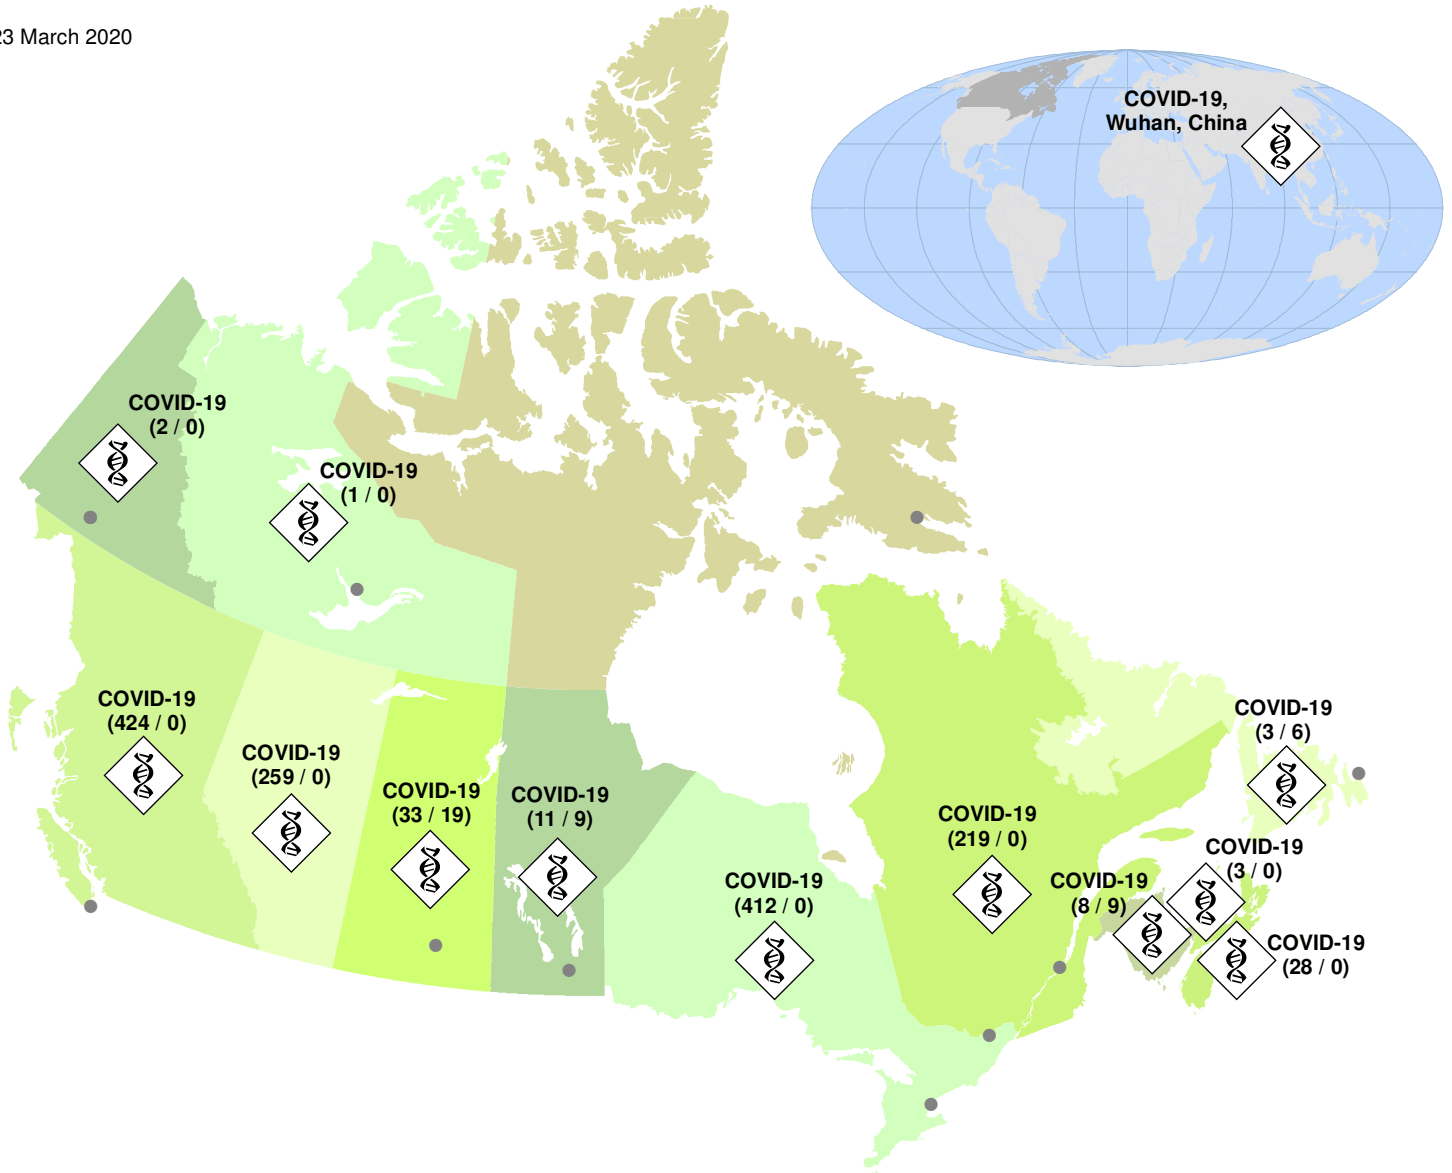 23 March 2020
COVID-19,
Wuhan, China
COVID-19
(2 / 0)
COVID-19
(1 / 0)
COVID-19
(424 / 0)
COVID-19
(259 / 0)
COVID-19
(33 / 19)
COVID-19
(11 / 9)
COVID-19
(412 / 0)
COVID-19
(219 / 0)
COVID-19
(3 / 6)
COVID-19
(3 / 0)
COVID-19
(8 / 9)
COVID-19
(28 / 0)